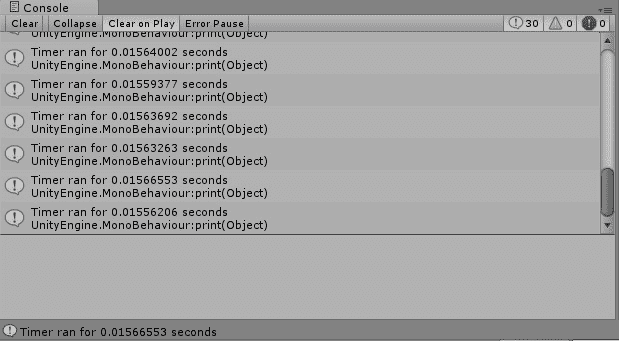 Console
Clear Collapse Clear on Play Error Pause 30 0 0
UnityEngine.MonoBehaviour:print(Object)
Timer ran for 0.01564002 seconds
UnityEngine.MonoBehaviour:print(Object)
Timer ran for 0.01559377 seconds
UnityEngine.MonoBehaviour:print(Object)
Timer ran for 0.01563692 seconds
UnityEngine.MonoBehaviour:print(Object)
Timer ran for 0.01563263 seconds
UnityEngine.MonoBehaviour:print(Object)
Timer ran for 0.01566553 seconds
UnityEngine.MonoBehaviour:print(Object)
Timer ran for 0.01556206 seconds
UnityEngine.MonoBehaviour:print(Object)
Timer ran for 0.01566553 seconds